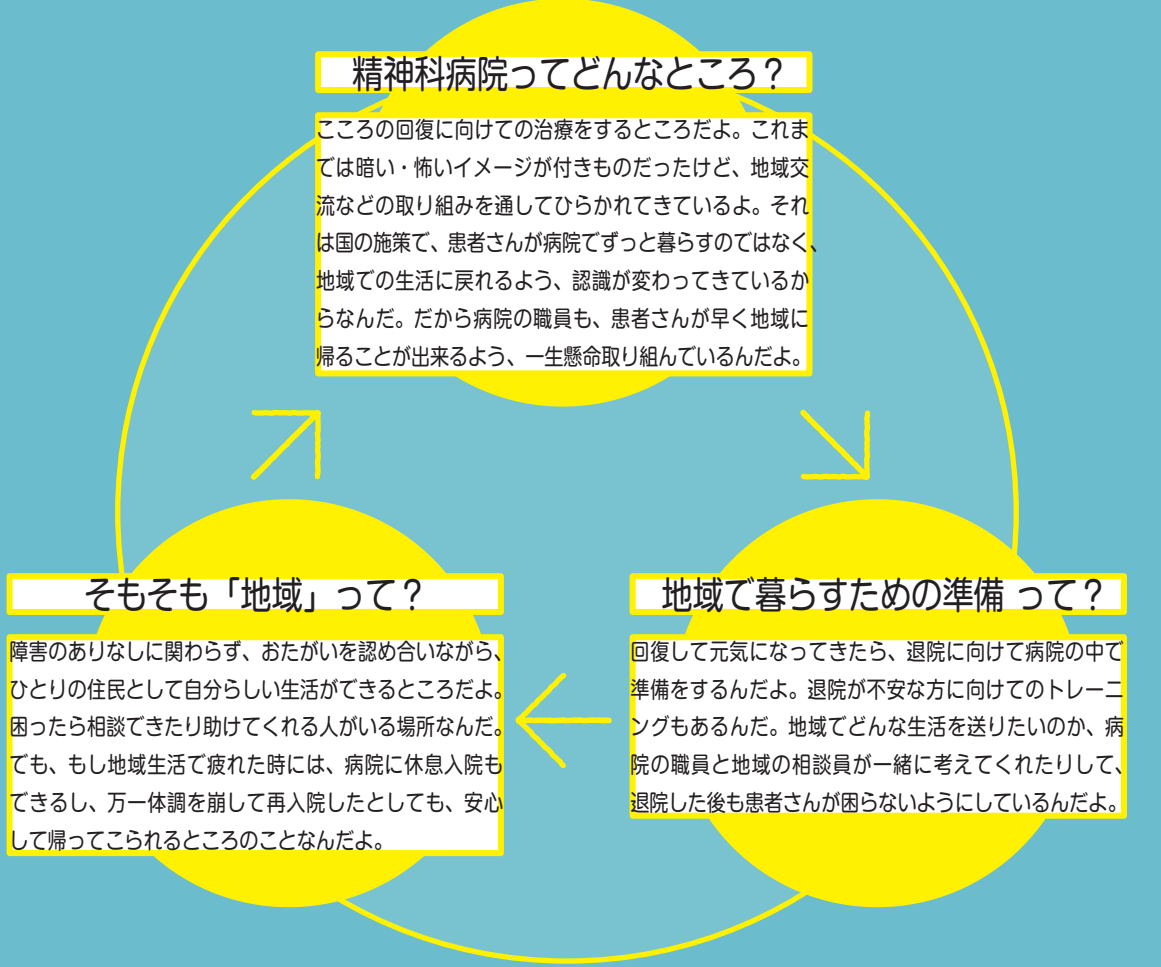 精神科病院ってどんなところ？
こころの回復に向けての治療をするところだよ。これま
では暗い・怖いイメージが付きものだったけど、地域交
流などの取り組みを通してひらかれてきているよ。それ
は国の施策で、患者さんが病院でずっと暮らすのではなく、
地域での生活に戻れるよう、認識が変わってきているか
らなんだ。だから病院の職員も、患者さんが早く地域に
帰ることが出来るよう、一生懸命取り組んでいるんだよ。
地域で暮らすための準備 って？
回復して元気になってきたら、退院に向けて病院の中で
準備をするんだよ。退院が不安な方に向けてのトレーニ
ングもあるんだ。地域でどんな生活を送りたいのか、病
院の職員と地域の相談員が一緒に考えてくれたりして、
退院した後も患者さんが困らないようにしているんだよ。
そもそも「地域」って？
障害のありなしに関わらず、おたがいを認め合いながら、
ひとりの住民として自分らしい生活ができるところだよ。
困ったら相談できたり助けてくれる人がいる場所なんだ。
でも、もし地域生活で疲れた時には、病院に休息入院も
できるし、万一体調を崩して再入院したとしても、安心
して帰ってこられるところのことなんだよ。